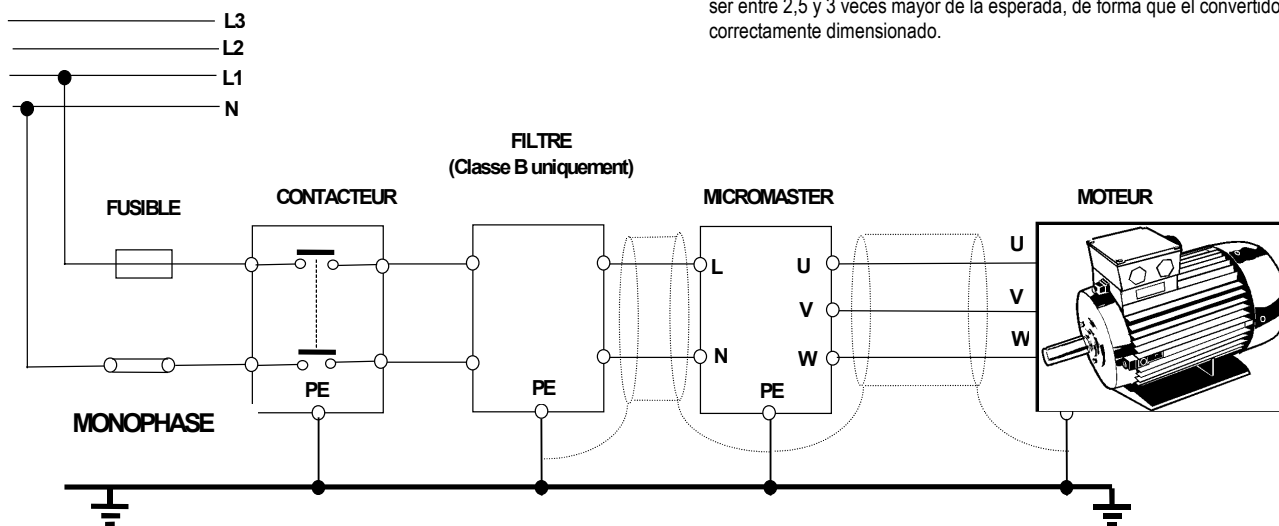 ser entre 2,5 y 3 veces mayor de la esperada, de forma que el convertido
correctamente dimensionado.
L3
L2
L1
N
FILTRE
(Classe B uniquement)
FUSIBLE
CONTACTEUR
MICROMASTER
MOTEUR
U
L
U
V
V
W
N
W
PE
PE
PE
MONOPHASE